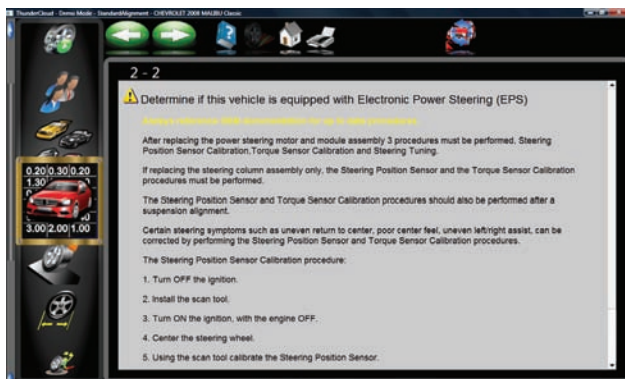 ThunderCloud - Demo Mode - StandardAlignment - CHEVROLET 2008 MALIBU Classic
2 - 2
Determine if this vehicle is equipped with Electronic Power Steering (EPS)
After replacing the power steering motor and module assembly 3 procedures must be performed, Steering
Position Sensor Calibration,Torque Sensor Calibration and Steering Tuning.
If replacing the steering column assembly only, the Steering Position Sensor and the Torque Sensor Calibration
procedures must be performed.
The Steering Position Sensor and Torque Sensor Calibration procedures should also be performed after a
suspension alignment.
Certain steering symptoms such as uneven return to center, poor center feel, uneven left/right assist, can be
corrected by performing the Steering Position Sensor and Torque Sensor Calibration procedures.
The Steering Position Sensor Calibration procedure:
1. Turn OFF the ignition.
2. Install the scan tool.
3. Turn ON the ignition, with the engine OFF.
4. Center the steering wheel.
5. Using the scan tool calibrate the Steering Position Sensor.
0.20 0.30 0.20
1.30
3.00 2.00 1.00